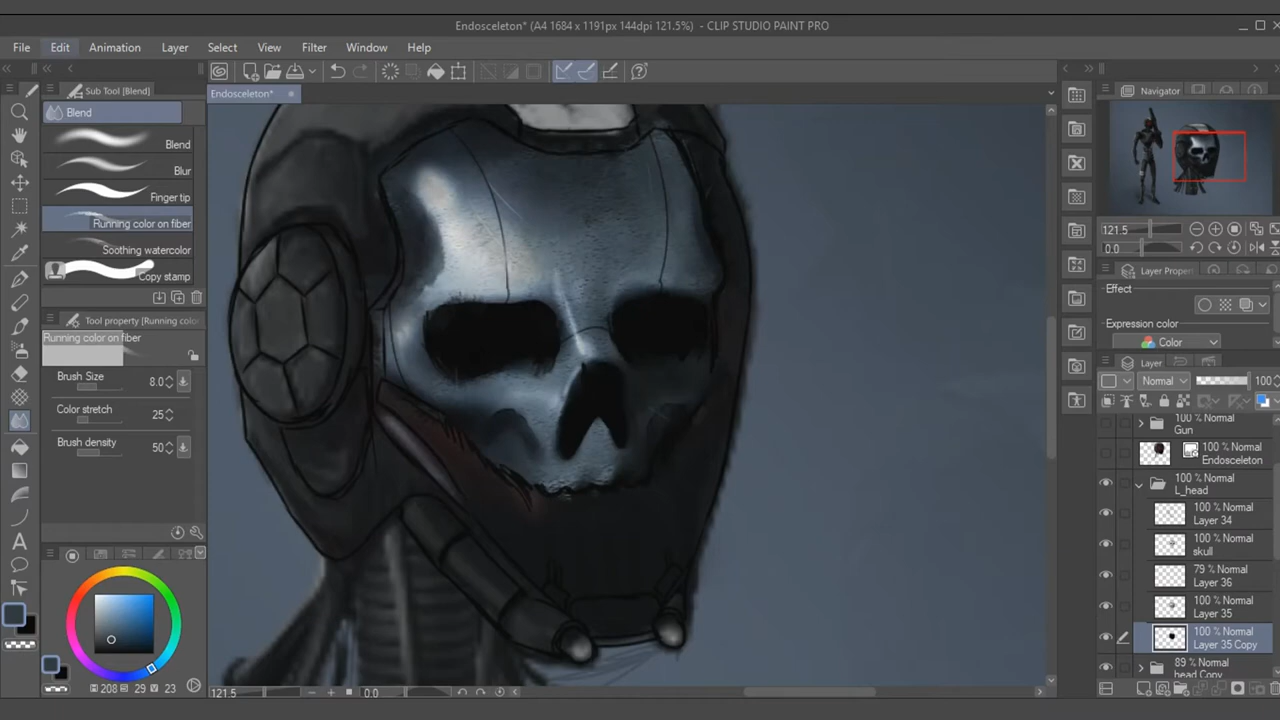 Endosceleton* (A4 1684 x 1191px 144dpi 121.5%) - CLIP STUDIO PAINT PRO
File Edit Animation Layer Select View Filter Window Help
Sub Tool [Blend]
Endosceleton*
Navigator
Blend
Blend
Blur
Finger tip
Running color on fiber
Soothing watercolor
Copy stamp
121.5
0.0
Layer Propert
Effect
Expression color
Color
Tool property [Running colo
Running color on fiber
Brush Size 8.0
Color stretch 25
Brush density 50
Layer
Normal 100
100 % Normal
Gun
100 % Normal
Endosceleton
100 % Normal
L_head
100 % Normal
Layer 34
100 % Normal
skull
79 % Normal
Layer 36
100 % Normal
Layer 35
100 % Normal
Layer 35 Copy
89 % Normal
head Copy
208 29 23
121.5 0.0